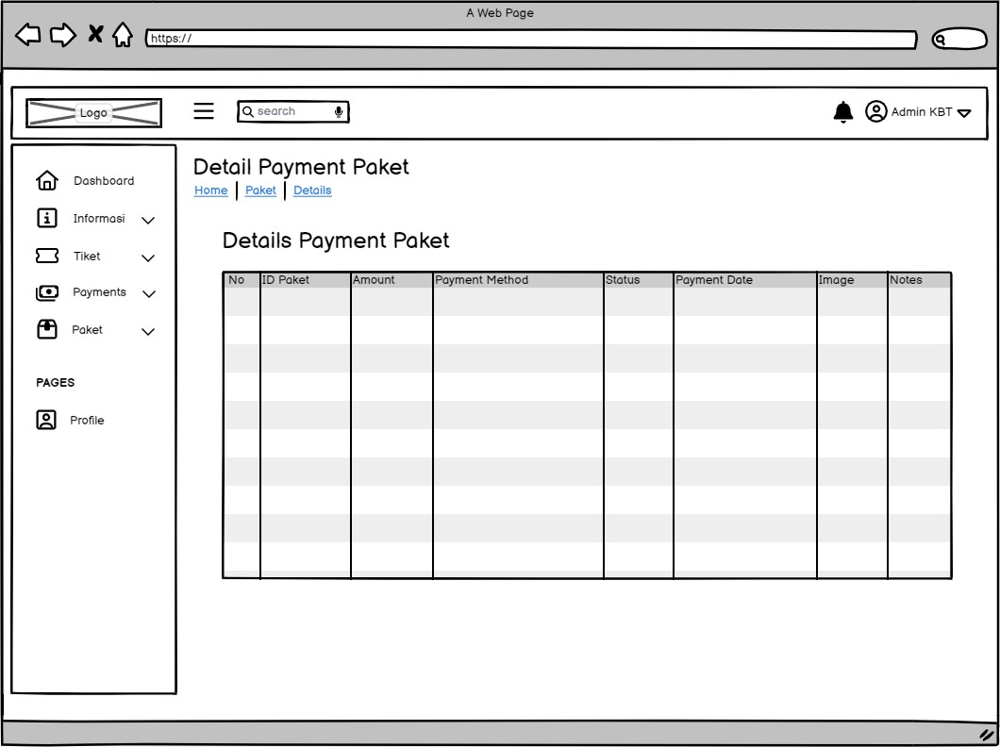 A Web Page
https://
Logo
search
Admin KBT
Dashboard
Informasi
Tiket
Payments
Paket
PAGES
Profile
Detail Payment Paket
Home Paket Details
Details Payment Paket
No ID Paket Amount Payment Method Status Payment Date Image Notes